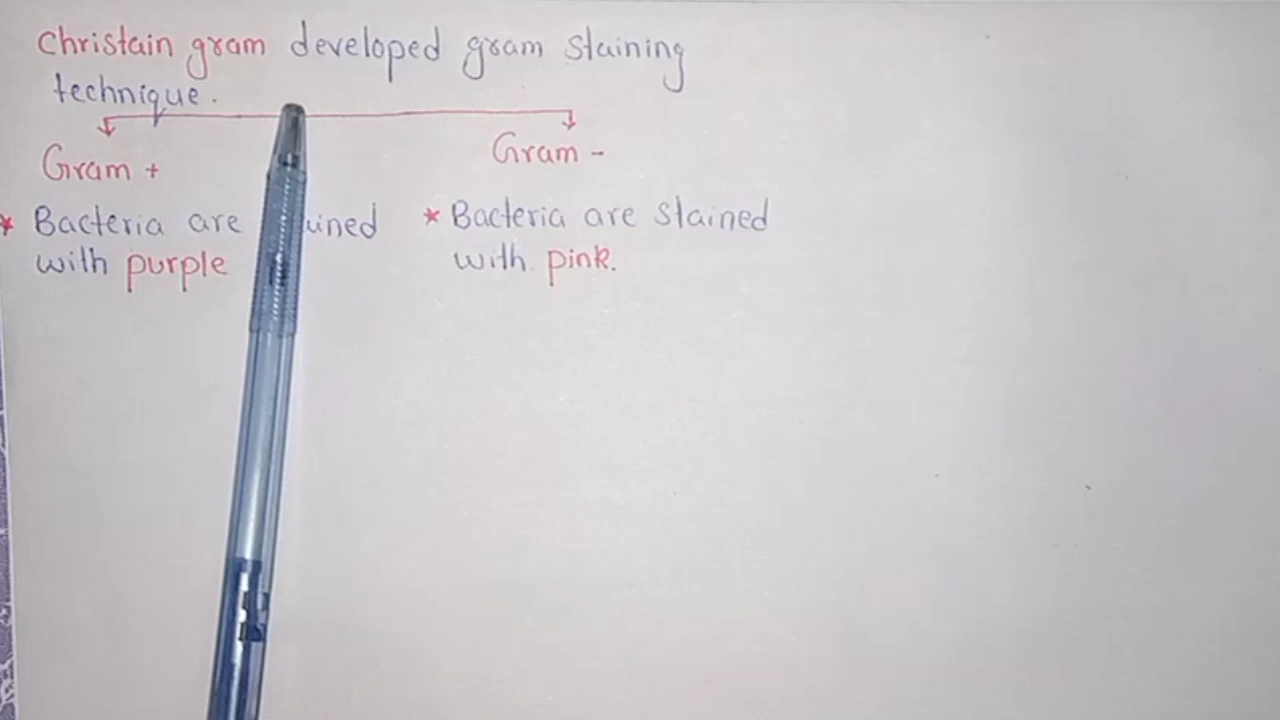 Christain gram developed gram staining
technique.
Gram +
Gram -
* Bacteria are
with purple
* Bacteria are stained
with pink.